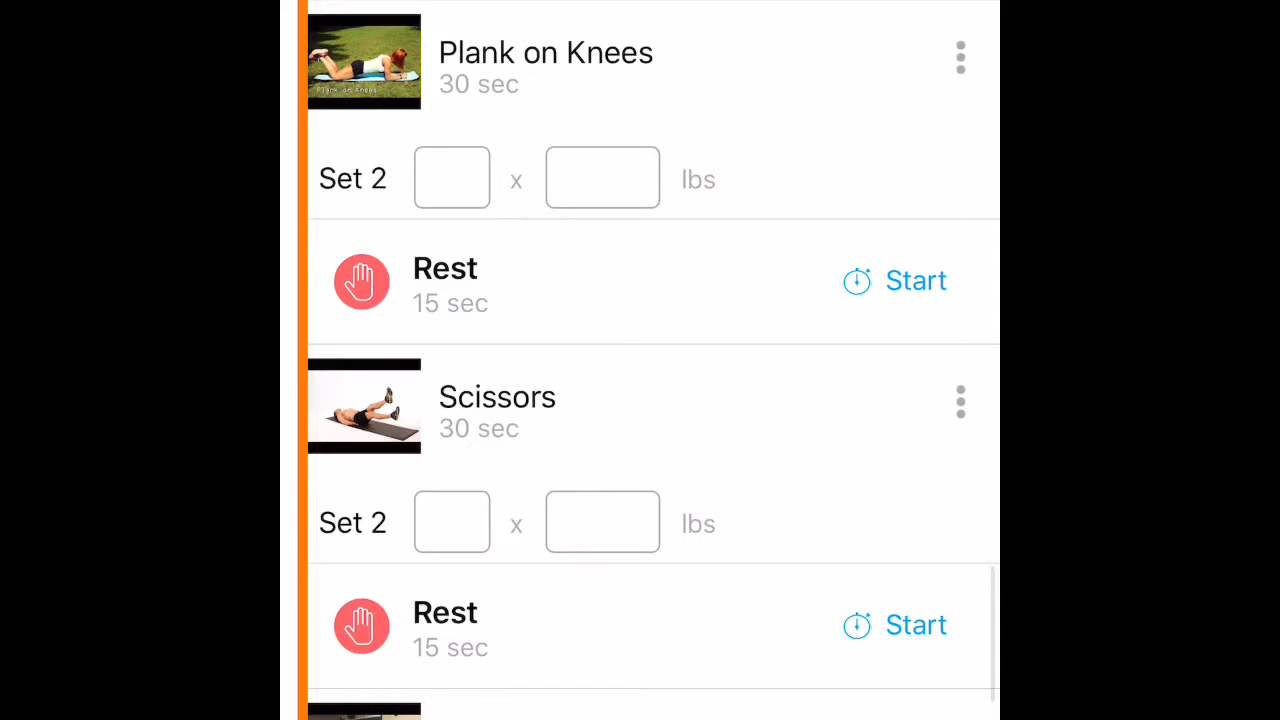 Plank on Knees
30 sec
Plank on Knees
Set 2 x lbs
Rest
15 sec
Start
Scissors
30 sec
Set 2 x lbs
Rest
15 sec
Start